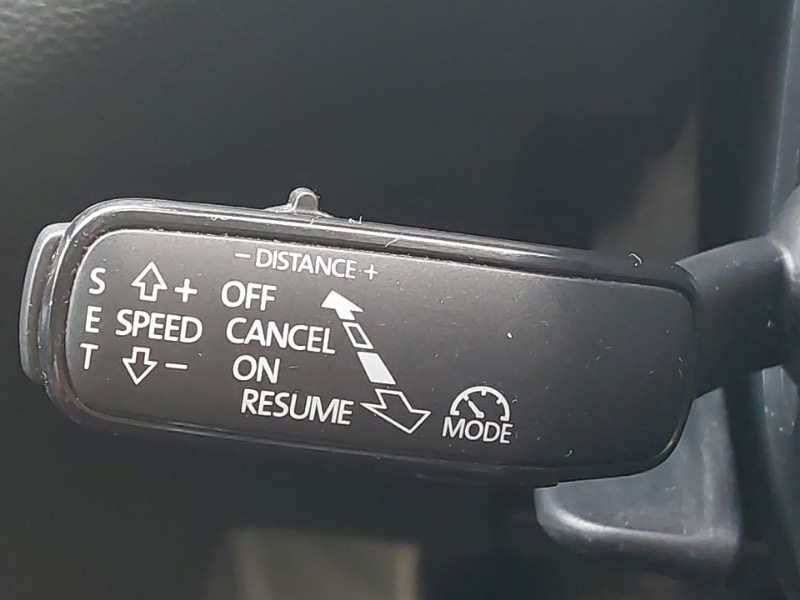 − DISTANCE +
S
E
T
+
SPEED
−
OFF
CANCEL
ON
RESUME
MODE